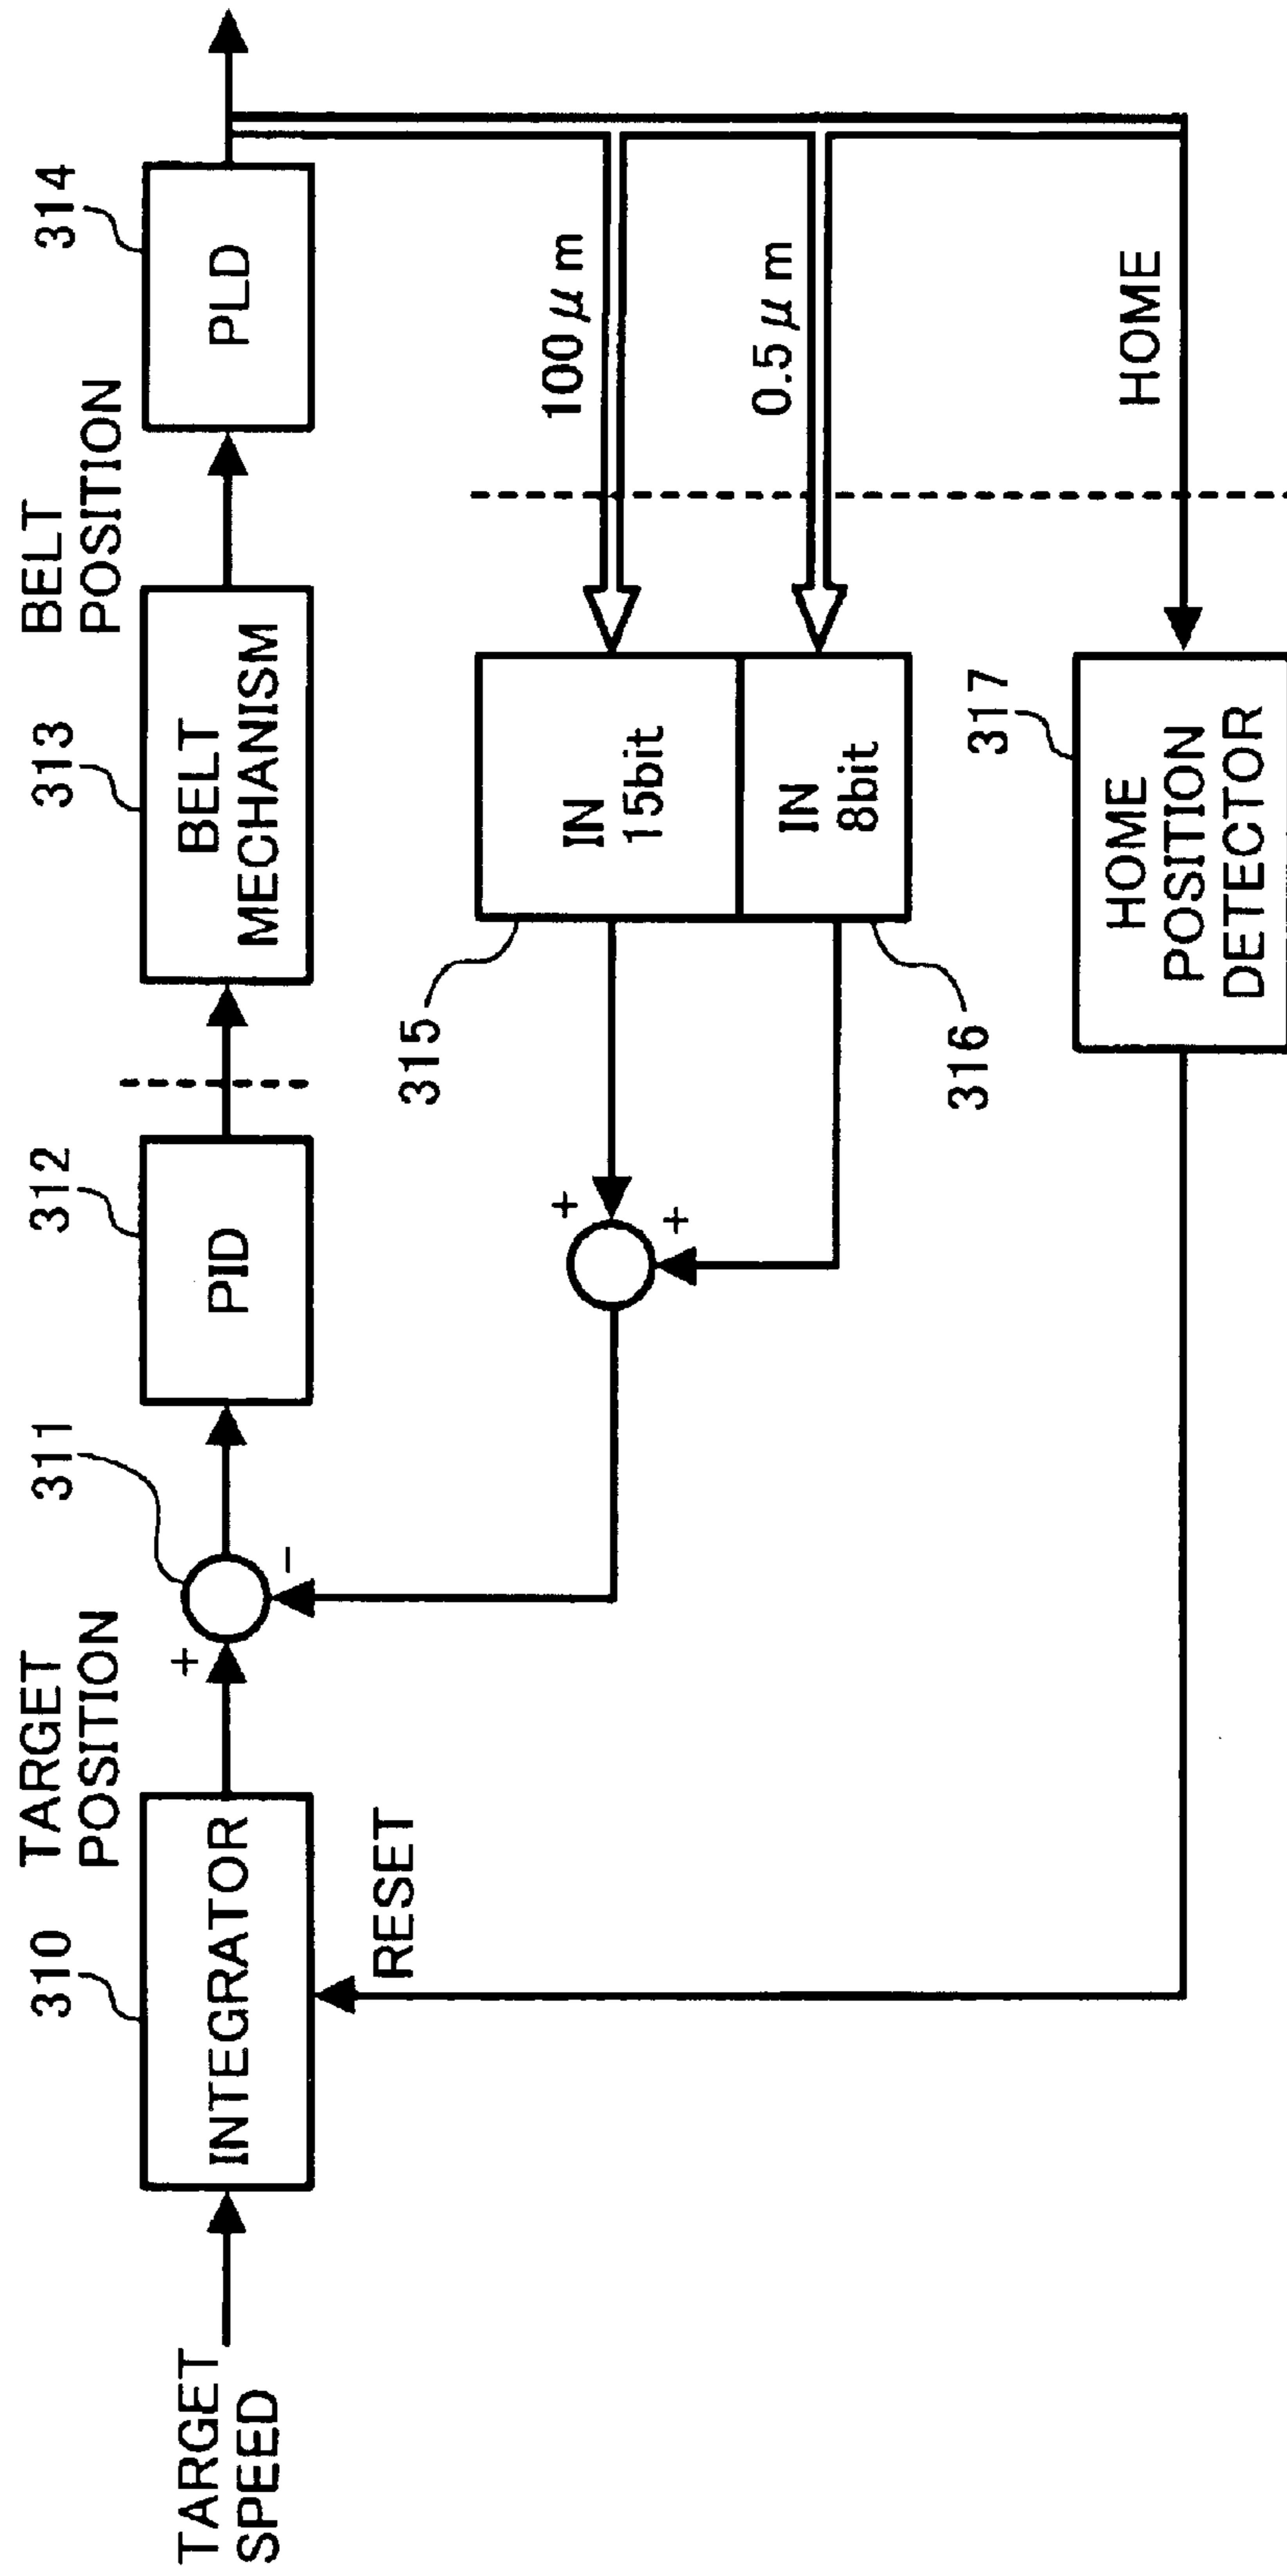 TARGET
SPEED
310
INTEGRATOR
RESET
TARGET
POSITION
+
-
311
312
PID
313
BELT
MECHANISM
BELT
POSITION
314
PLD
+
+
315
IN
15bit
100μm
316
IN
8bit
0.5μm
317
HOME
POSITION
DETECTOR
HOME